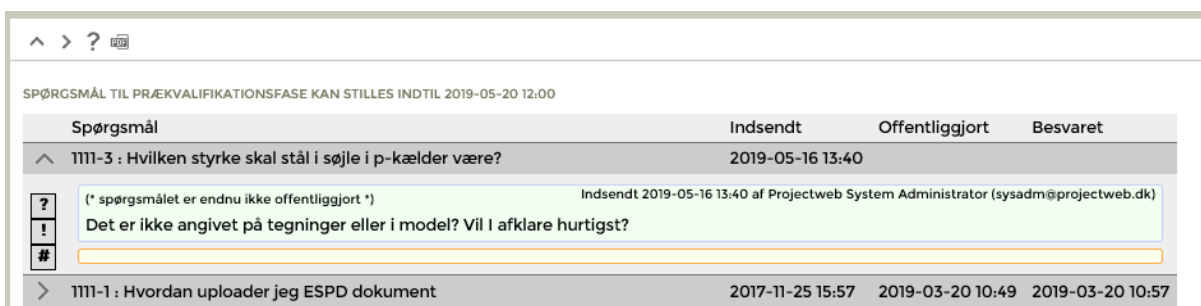 ?
SPØRGSMÅL TIL PRÆKVALIFIKATIONSFASE KAN STILLES INDTIL 2019-05-20 12:00
Spørgsmål Indsendt Offentliggjort Besvaret
1111-3 : Hvilken styrke skal stål i søjle i p-kælder være? 2019-05-16 13:40
? (* spørgsmålet er endnu ikke offentliggjort *) Indsendt 2019-05-16 13:40 af Projectweb System Administrator (sysadm@projectweb.dk)
! Det er ikke angivet på tegninger eller i model? Vil I afklare hurtigst?
#
1111-1 : Hvordan uploader jeg ESPD dokument 2017-11-25 15:57 2019-03-20 10:49 2019-03-20 10:57